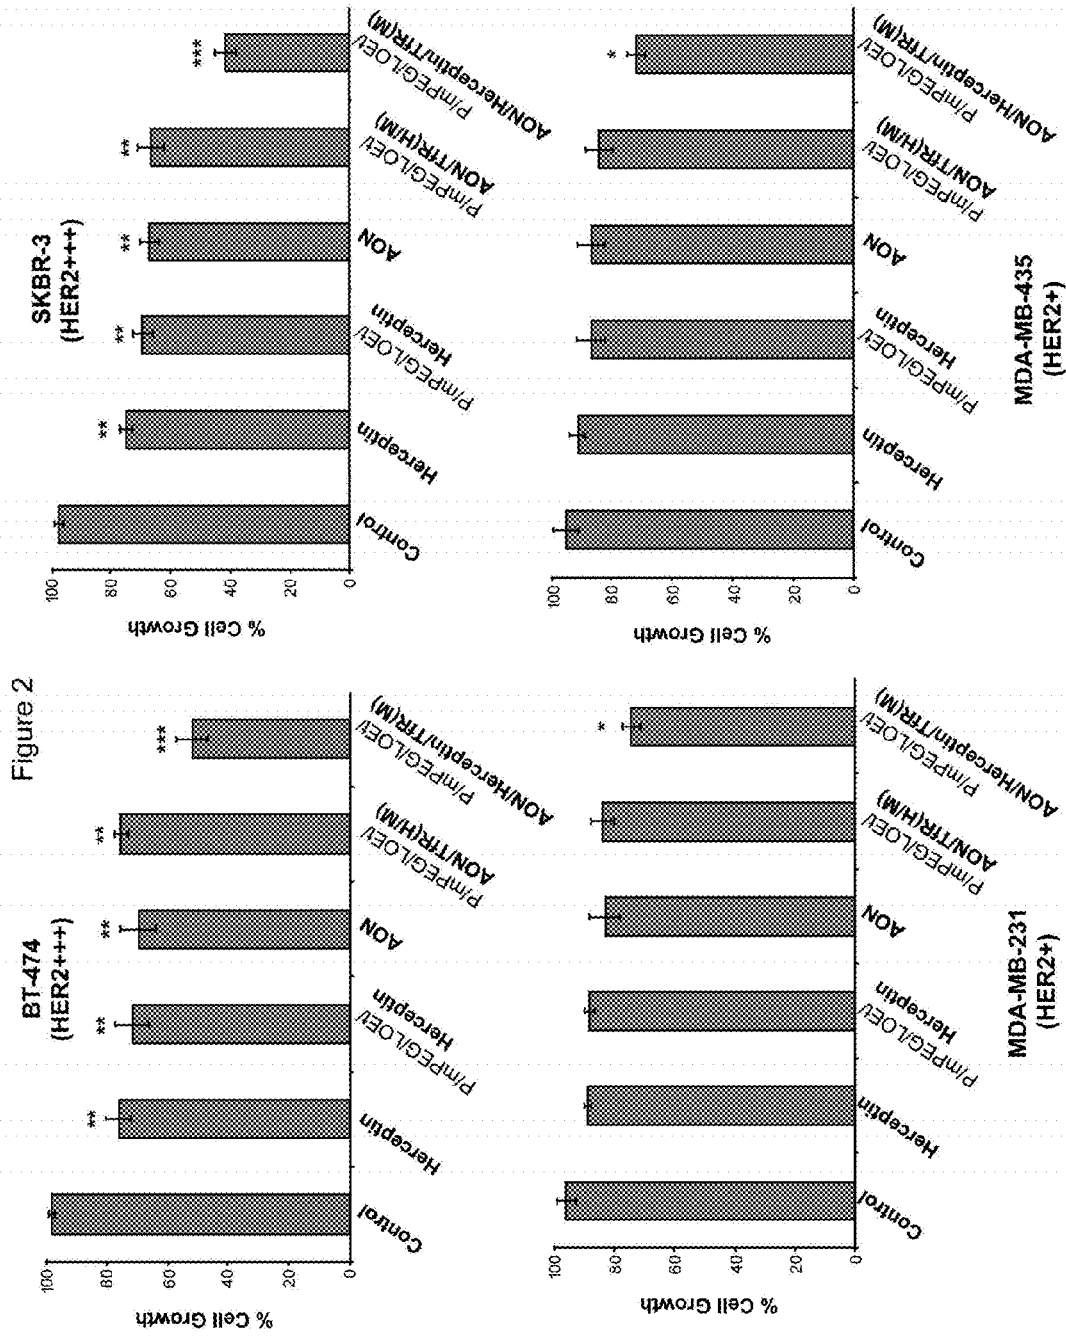 Figure 2
BT-474
(HER2+++)
% Cell Growth
100
80
60
40
20
0
**
**
**
**
***
Control
Herceptin
P/mPEG/LOEt/
Herceptin
AON
P/mPEG/LOEt/
AON/TfR(H/M)
P/mPEG/LOEt/
AON/Herceptin/TfR(M)
SKBR-3
(HER2+++)
% Cell Growth
100
80
60
40
20
0
**
**
**
**
***
Control
Herceptin
P/mPEG/LOEt/
Herceptin
AON
P/mPEG/LOEt/
AON/TfR(H/M)
P/mPEG/LOEt/
AON/Herceptin/TfR(M)
% Cell Growth
100
80
60
40
20
0
*
Control
Herceptin
P/mPEG/LOEt/
Herceptin
AON
P/mPEG/LOEt/
AON/TfR(H/M)
P/mPEG/LOEt/
AON/Herceptin/TfR(M)
MDA-MB-231
(HER2+)
% Cell Growth
100
80
60
40
20
0
*
Control
Herceptin
P/mPEG/LOEt/
Herceptin
AON
P/mPEG/LOEt/
AON/TfR(H/M)
P/mPEG/LOEt/
AON/Herceptin/TfR(M)
MDA-MB-435
(HER2+)